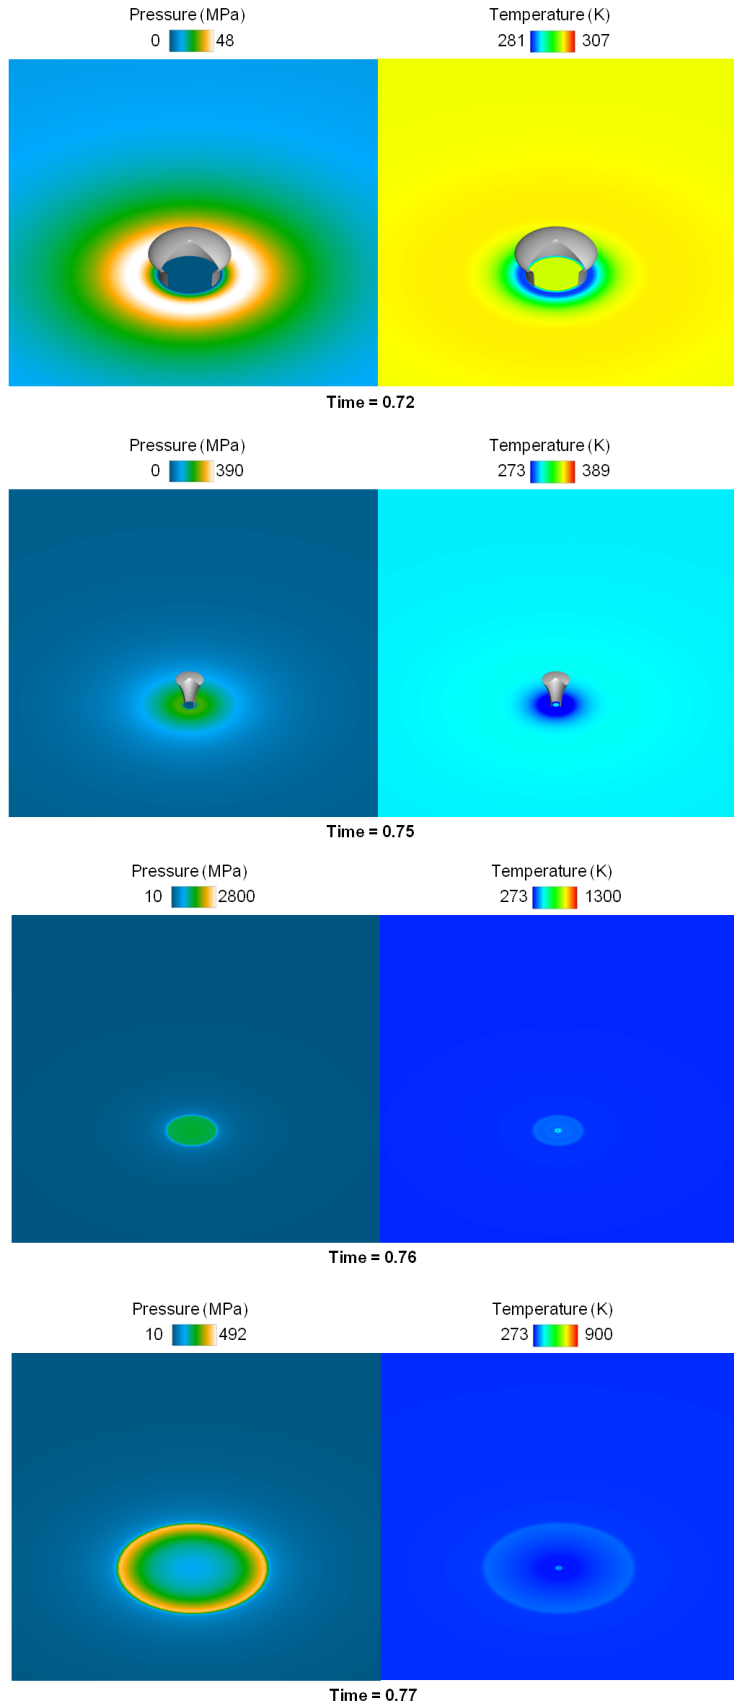 Pressure (MPa) Temperature (K)
0 48 281 307
Time = 0.72
Pressure (MPa) Temperature (K)
0 390 273 389
Time = 0.75
Pressure (MPa) Temperature (K)
10 2800 273 1300
Time = 0.76
Pressure (MPa) Temperature (K)
10 492 273 900
Time = 0.77